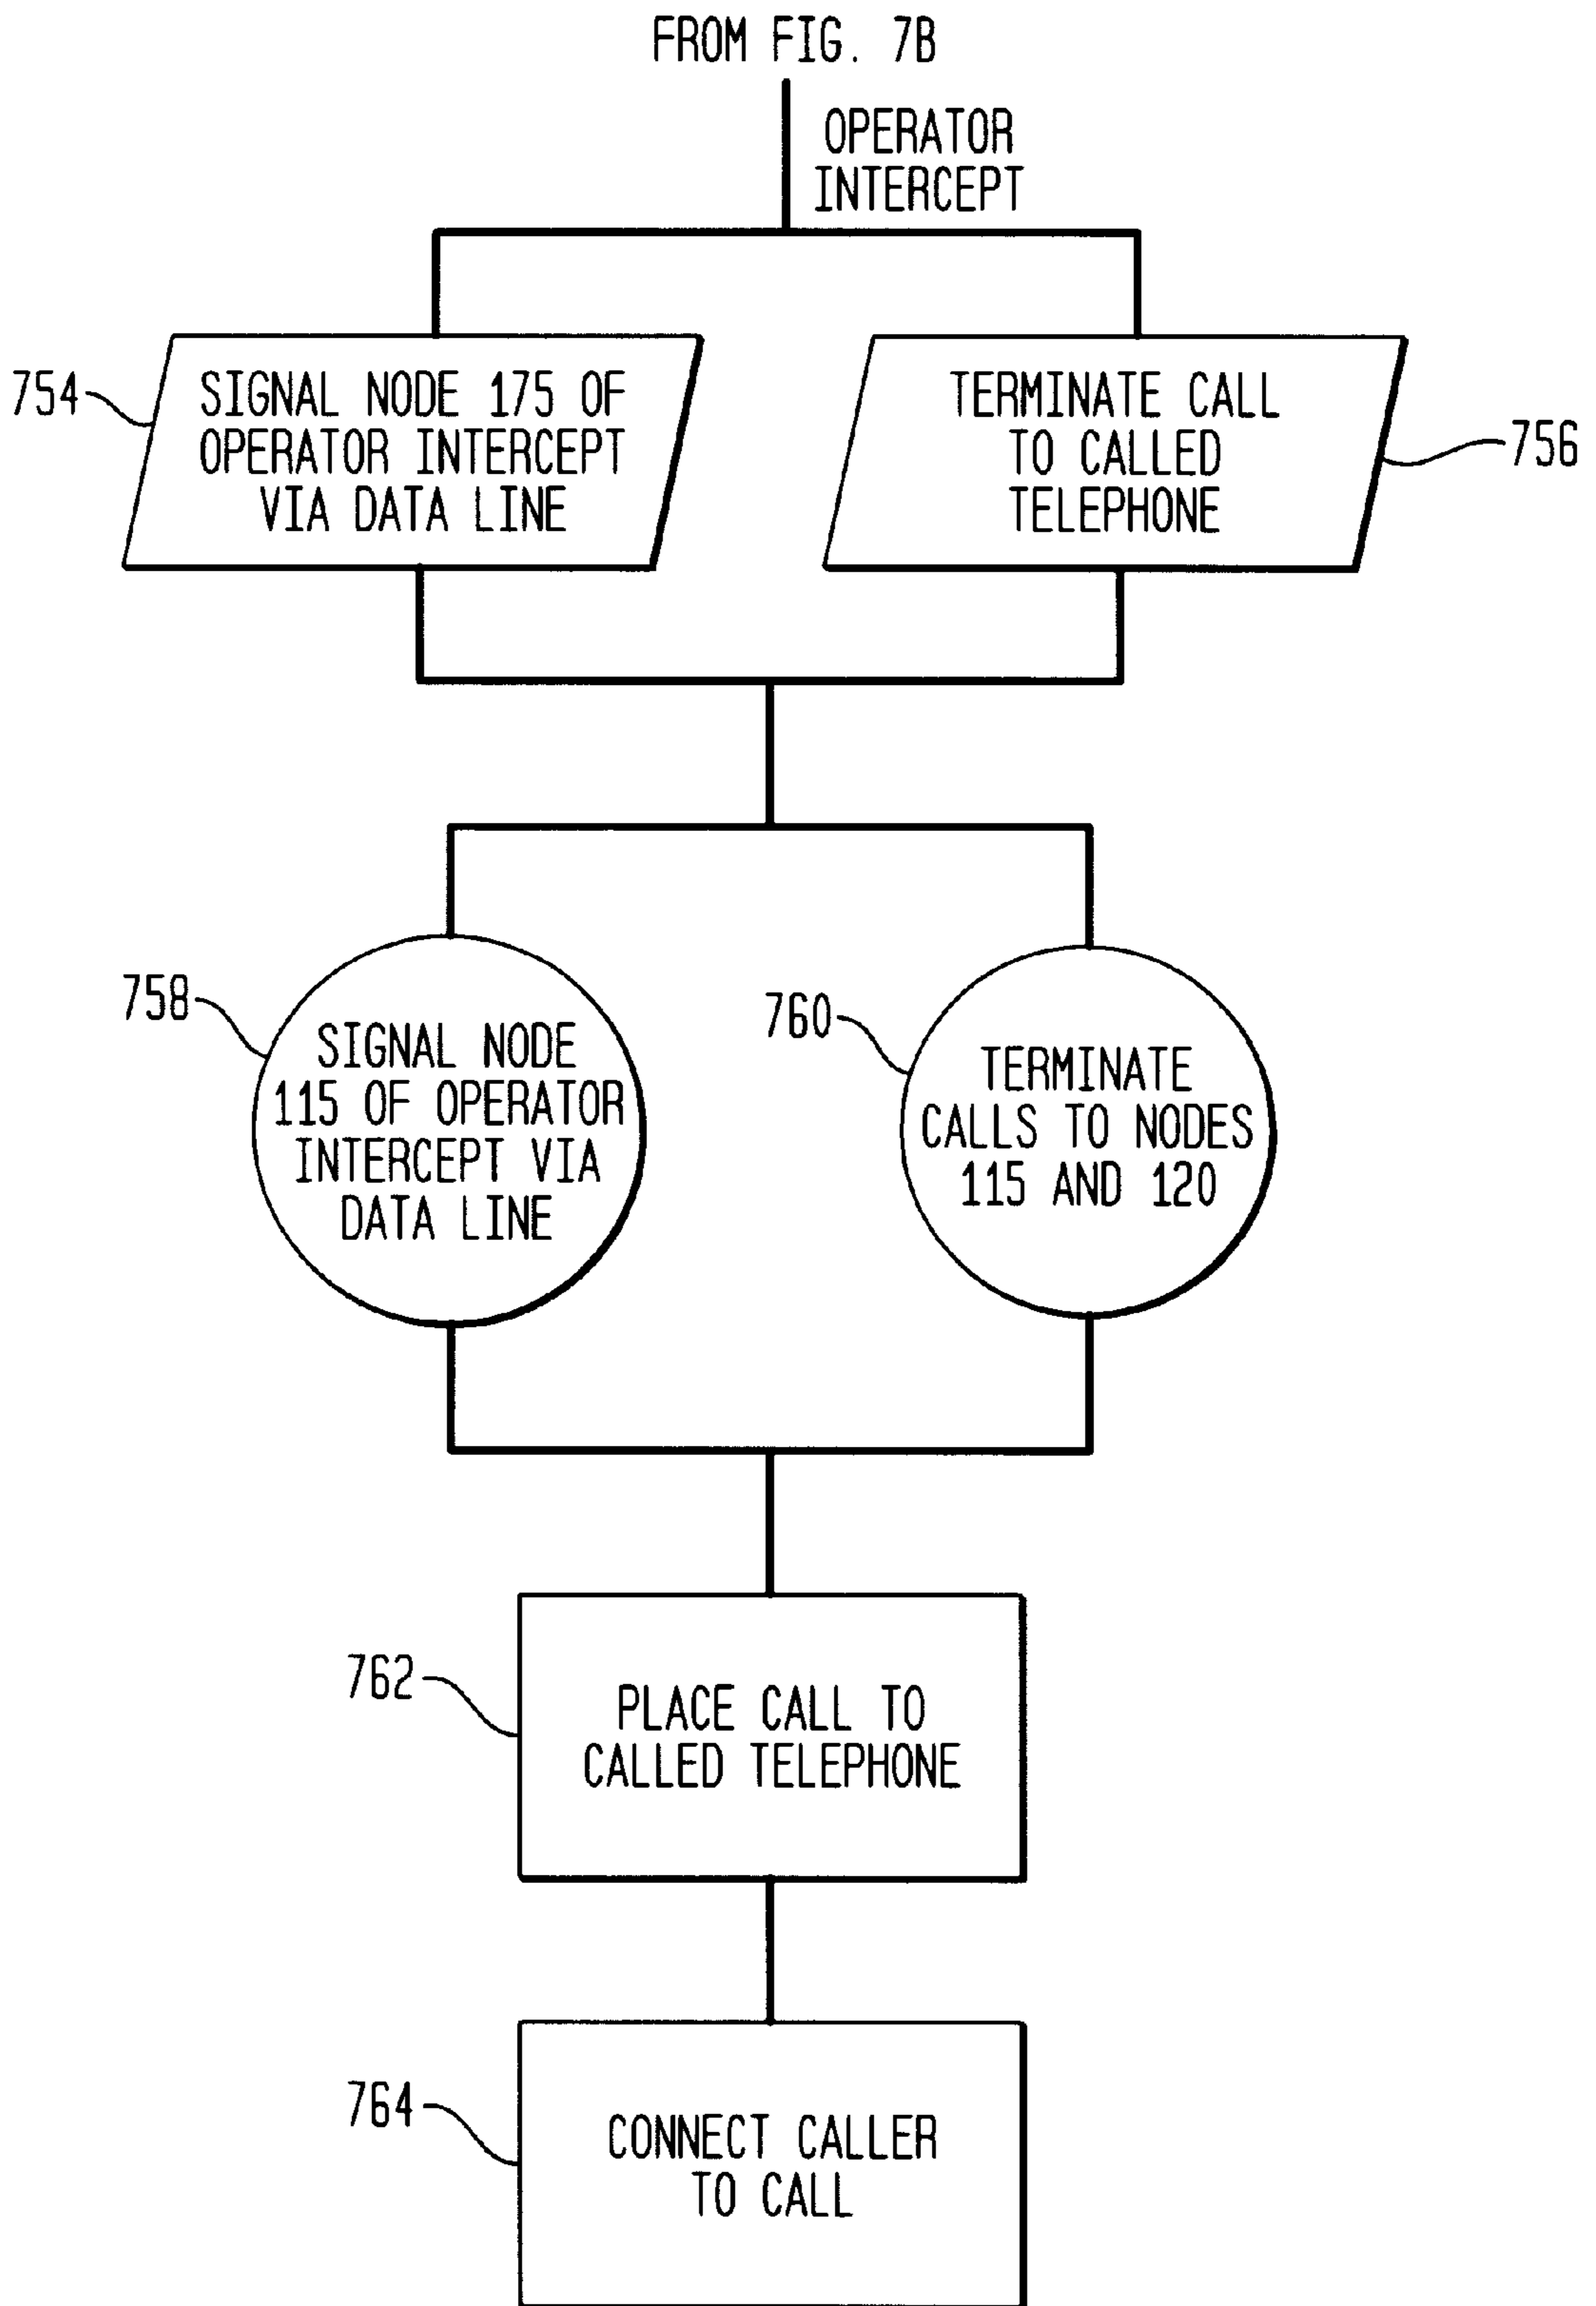 FROM FIG. 7B
OPERATOR
INTERCEPT
754
SIGNAL NODE 175 OF
OPERATOR INTERCEPT
VIA DATA LINE
TERMINATE CALL
TO CALLED
TELEPHONE
756
758
SIGNAL NODE
115 OF OPERATOR
INTERCEPT VIA
DATA LINE
760
TERMINATE
CALLS TO NODES
115 AND 120
762
PLACE CALL TO
CALLED TELEPHONE
764
CONNECT CALLER
TO CALL